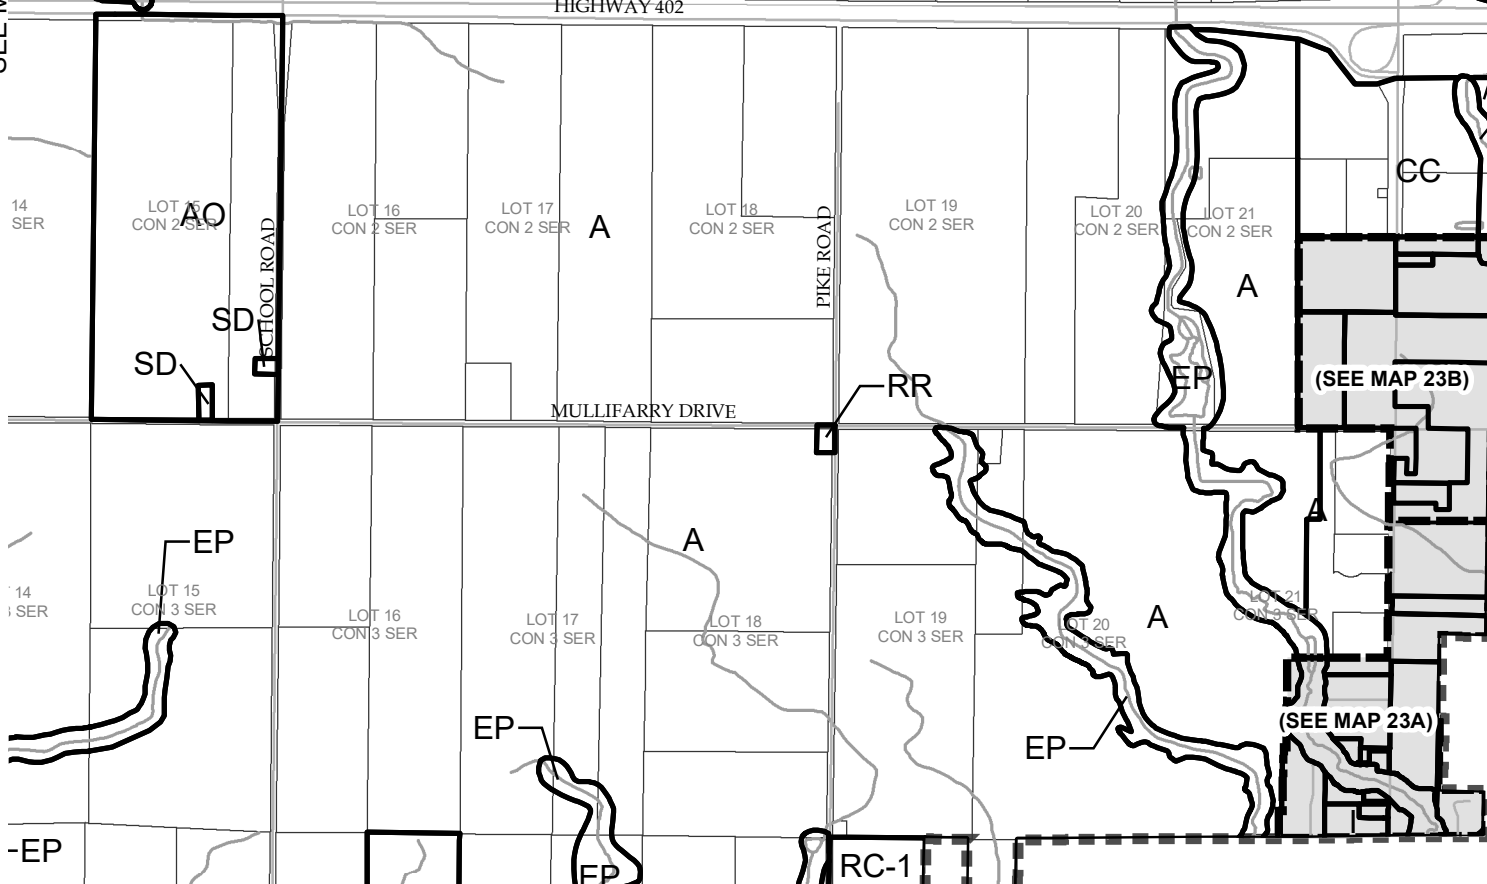 HIGHWAY 402
14
SER
LOT 15
CON 2 SER
AO
SCHOOL ROAD
SD
SD
LOT 16
CON 2 SER
LOT 17
CON 2 SER
A
LOT 18
CON 2 SER
PIKE ROAD
LOT 19
CON 2 SER
LOT 20
CON 2 SER
LOT 21
CON 2 SER
A
CC
EP
(SEE MAP 23B)
RR
MULLIFARRY DRIVE
EP
14
SER
LOT 15
CON 3 SER
LOT 16
CON 3 SER
LOT 17
CON 3 SER
A
LOT 18
CON 3 SER
LOT 19
CON 3 SER
A
LOT 20
CON 3 SER
A
LOT 21
CON 3 SER
EP
EP
(SEE MAP 23A)
EP
EP
RC-1